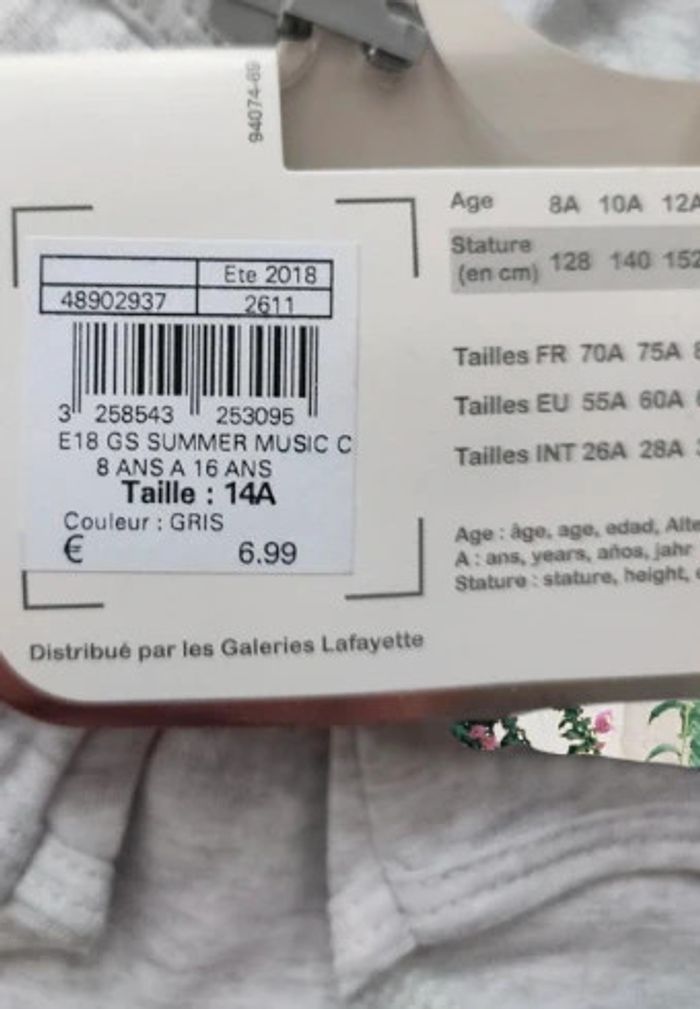 94074-69
Ete 2018
48902937 2611
3 258543 253095
E18 GS SUMMER MUSIC C
8 ANS A 16 ANS
Taille : 14A
Couleur : GRIS
€ 6.99
Distribué par les Galeries Lafayette
Age 8A 10A 12A
Stature
(en cm) 128 140 152
Tailles FR 70A 75A
Tailles EU 55A 60A
Tailles INT 26A 28A
Age : âge, age, edad, Alte
A : ans, years, años, jahr
Stature : stature, height,